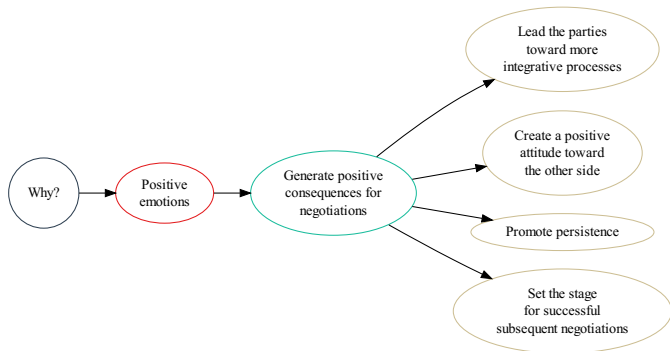 Why?
Positive
emotions
Generate positive
consequences for
negotiations
Lead the parties
toward more
integrative processes
Create a positive
attitude toward
the other side
Promote persistence
Set the stage
for successful
subsequent negotiations